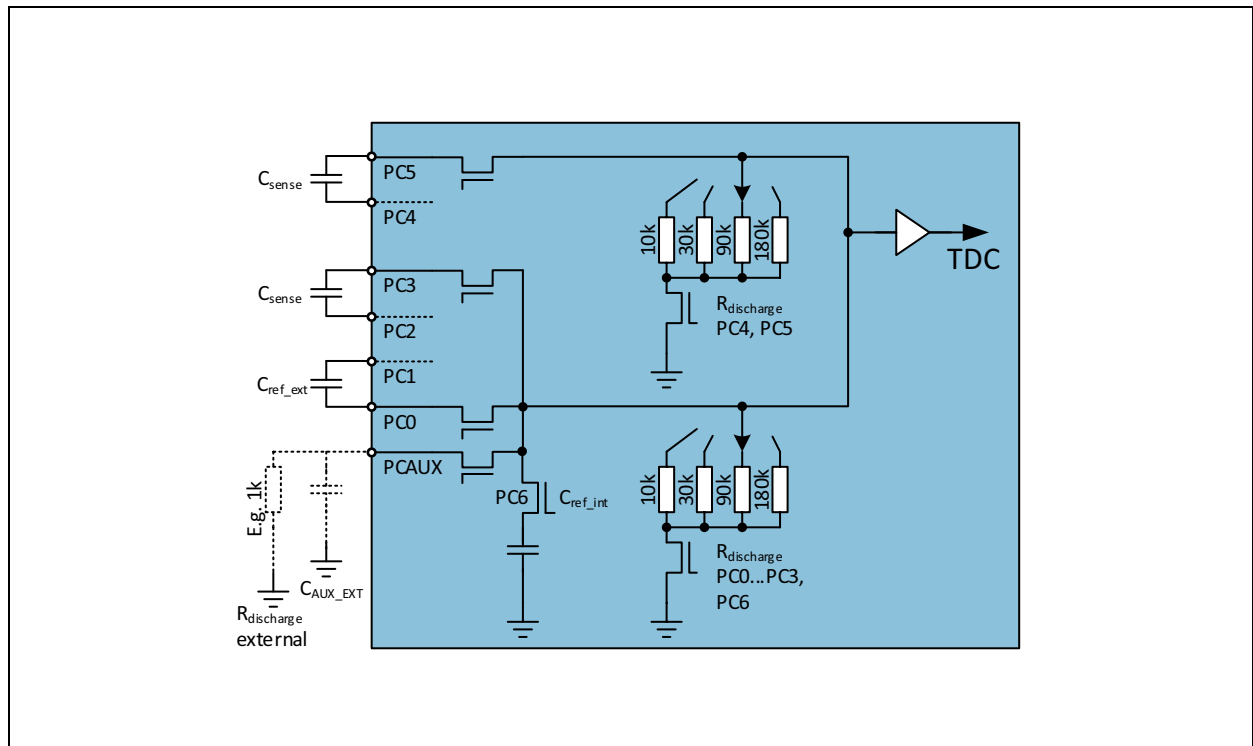 PC5
Csense
PC4
10k
30k
90k
180k
TDC
PC3
Csense
Rdischarge
PC4, PC5
PC2
PC1
Cref_ext
PC0
PCAUX
E.g. 1k
PC6
Cref_int
10k
30k
90k
180k
Rdischarge
PC0...PC3,
PC6
CAUX_EXT
Rdischarge
external